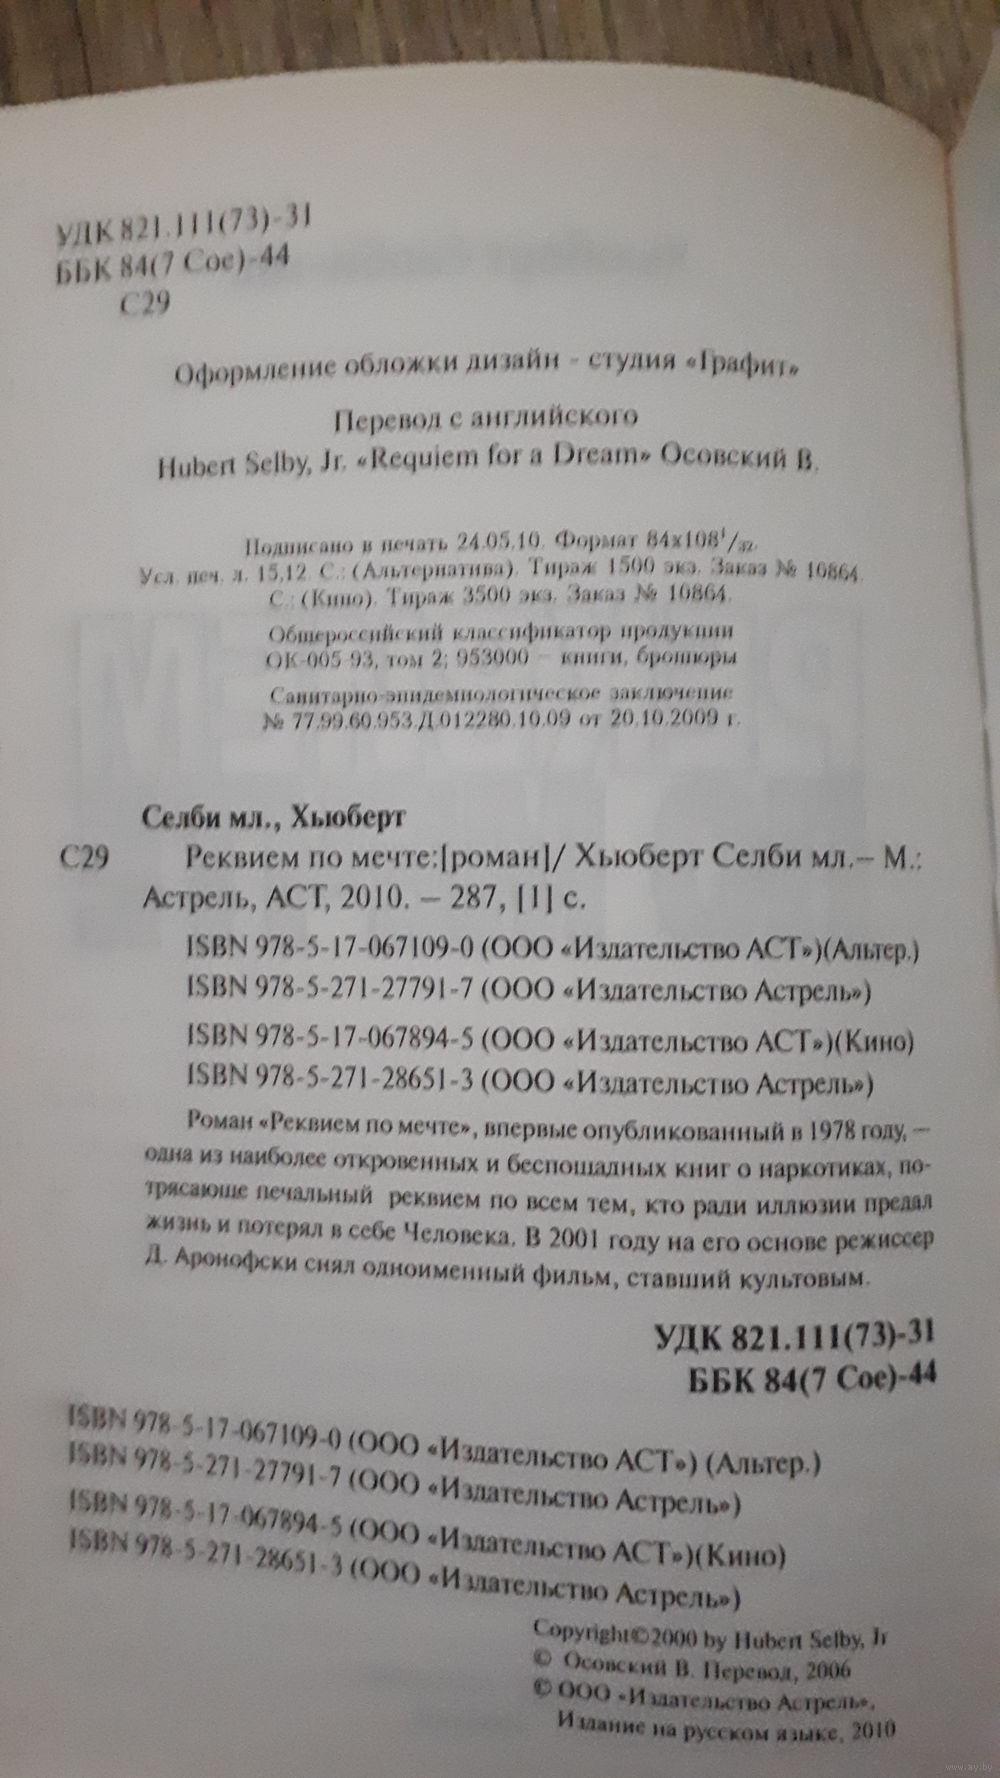 УДК 821.111(73)-31
ББК 84(7 Сое)-44
С29
Оформление обложки дизайн - студия «Графит»
Перевод с английского
Hubert Selby, Jr. «Requiem for a Dream» Осовский В.
Подписано в печать 24.05.10. Формат 84х108¹/₃₂.
Усл. печ. л. 15,12. С.: (Альтернатива). Тираж 1500 экз. Заказ № 10864.
С.: (Кино). Тираж 3500 экз. Заказ № 10864.
Общероссийский классификатор продукции
ОК-005-93, том 2; 953000 – книги, брошюры
Санитарно-эпидемиологическое заключение
№ 77.99.60.953.Д.012280.10.09 от 20.10.2009 г.
Селби мл., Хьюберт
С29 Реквием по мечте:[роман]/ Хьюберт Селби мл.– М.:
Астрель, АСТ, 2010. – 287, [1] с.
ISBN 978-5-17-067109-0 (ООО «Издательство АСТ»)(Альтер.)
ISBN 978-5-271-27791-7 (ООО «Издательство Астрель»)
ISBN 978-5-17-067894-5 (ООО «Издательство АСТ»)(Кино)
ISBN 978-5-271-28651-3 (ООО «Издательство Астрель»)
Роман «Реквием по мечте», впервые опубликованный в 1978 году, –
одна из наиболее откровенных и беспощадных книг о наркотиках, по-
трясающе печальный реквием по всем тем, кто ради иллюзии предал
жизнь и потерял в себе Человека. В 2001 году на его основе режиссер
Д. Аронофски снял одноименный фильм, ставший культовым.
УДК 821.111(73)-31
ББК 84(7 Сое)-44
ISBN 978-5-17-067109-0 (ООО «Издательство АСТ») (Альтер.)
ISBN 978-5-271-27791-7 (ООО «Издательство Астрель»)
ISBN 978-5-17-067894-5 (ООО «Издательство АСТ»)(Кино)
ISBN 978-5-271-28651-3 (ООО «Издательство Астрель»)
Copyright©2000 by Hubert Selby, Jr
© Осовский В. Перевод, 2006
© ООО «Издательство Астрель»,
Издание на русском языке, 2010
www.ay.by